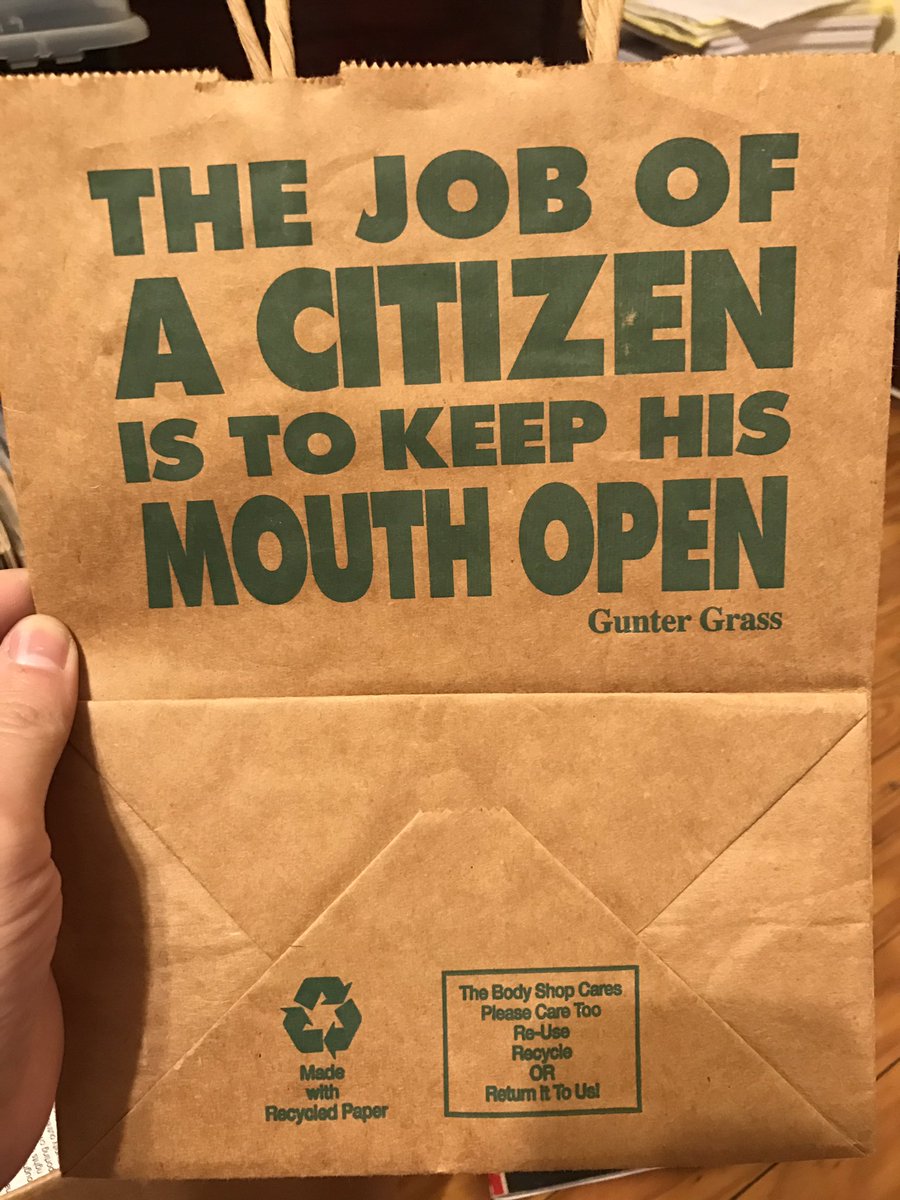 THE JOB OF
A CITIZEN
IS TO KEEP HIS
MOUTH OPEN
Gunter Grass
Made
with
Recycled Paper
The Body Shop Cares
Please Care Too
Re-Use
Recycle
OR
Return It To Us!